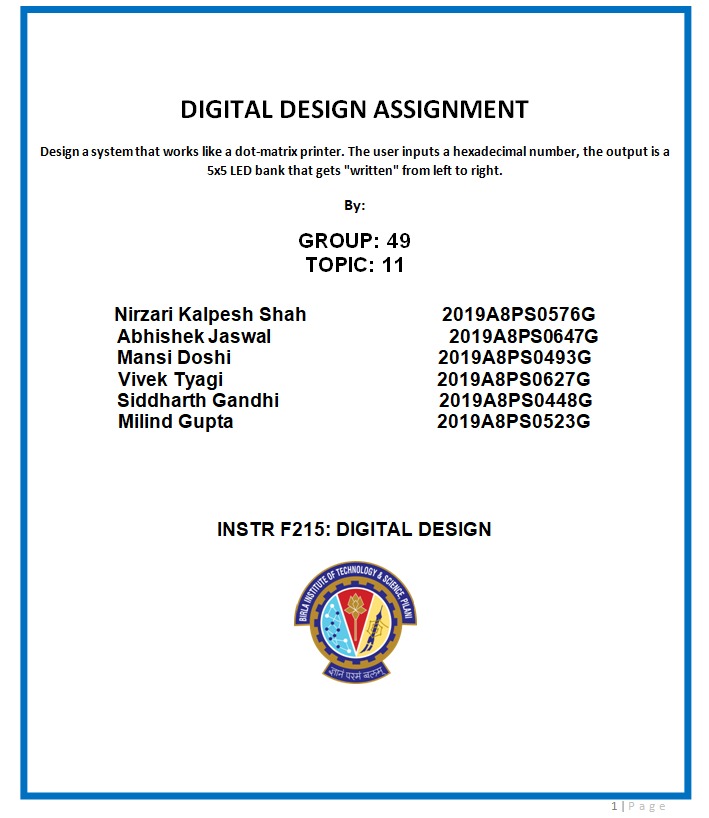 DIGITAL DESIGN ASSIGNMENT
Design a system that works like a dot-matrix printer. The user inputs a hexadecimal number, the output is a
5x5 LED bank that gets "written" from left to right.
By:
GROUP: 49
TOPIC: 11
Nirzari Kalpesh Shah 2019A8PS0576G
Abhishek Jaswal 2019A8PS0647G
Mansi Doshi 2019A8PS0493G
Vivek Tyagi 2019A8PS0627G
Siddharth Gandhi 2019A8PS0448G
Milind Gupta 2019A8PS0523G
INSTR F215: DIGITAL DESIGN
BIRLA INSTITUTE OF TECHNOLOGY & SCIENCE, PILANI
ज्ञानं परमं बलम्
1 | Page